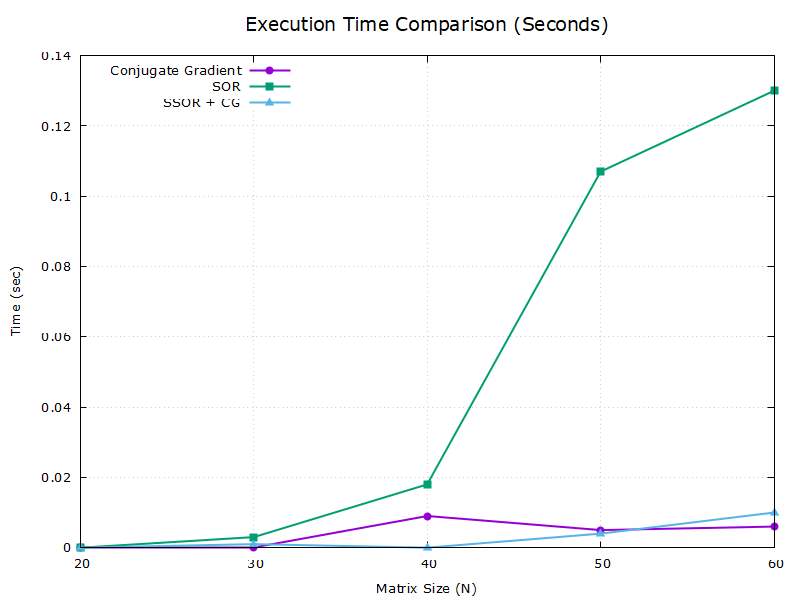 Execution Time Comparison (Seconds)
Conjugate Gradient
SOR
SSOR + CG
0.14
0.12
0.1
0.08
0.06
0.04
0.02
0
20 30 40 50 60
Time (sec)
Matrix Size (N)